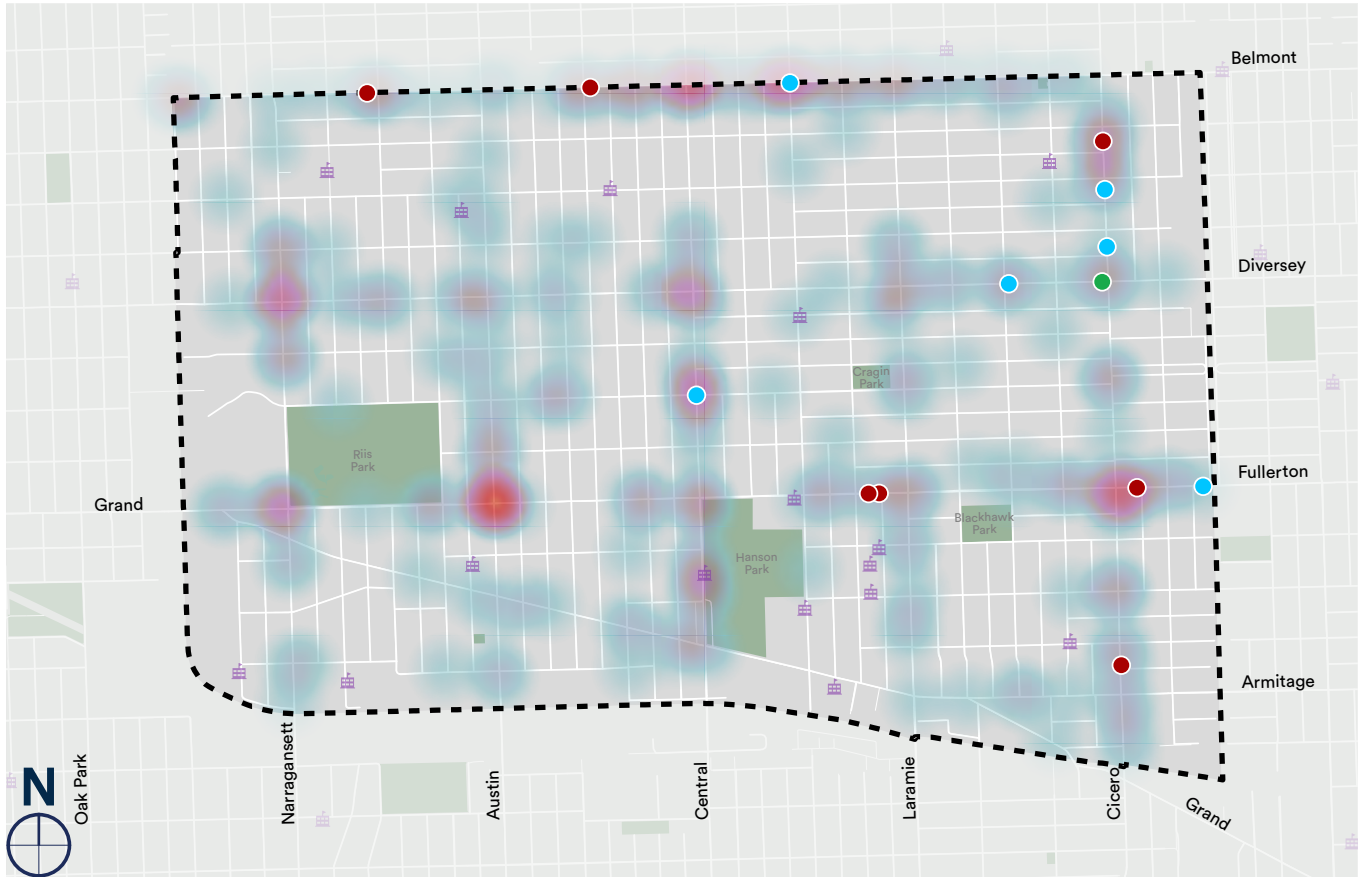 Belmont
Diversey
Cragin
Park
Riis
Park
Fullerton
Grand
Blackhawk
Park
Hanson
Park
Armitage
N
Oak Park
Narragansett
Austin
Central
Laramie
Cicero
Grand